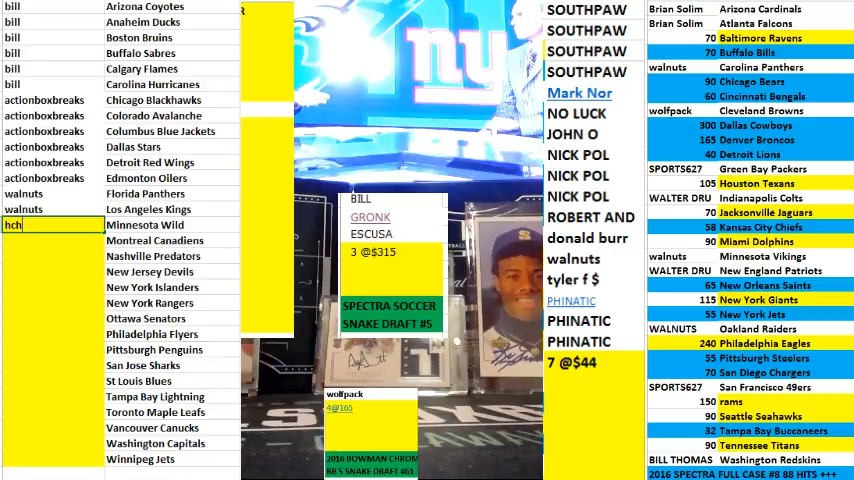 bill Arizona Coyotes
bill Anaheim Ducks
bill Boston Bruins
bill Buffalo Sabres
bill Calgary Flames
bill Carolina Hurricanes
actionboxbreaks Chicago Blackhawks
actionboxbreaks Colorado Avalanche
actionboxbreaks Columbus Blue Jackets
actionboxbreaks Dallas Stars
actionboxbreaks Detroit Red Wings
actionboxbreaks Edmonton Oilers
walnuts Florida Panthers
walnuts Los Angeles Kings
hch Minnesota Wild
Montreal Canadiens
Nashville Predators
New Jersey Devils
New York Islanders
New York Rangers
Ottawa Senators
Philadelphia Flyers
Pittsburgh Penguins
San Jose Sharks
St Louis Blues
Tampa Bay Lightning
Toronto Maple Leafs
Vancouver Canucks
Washington Capitals
Winnipeg Jets
R
ny
BILL
GRONK
ESCUSA
3 @$315
SPECTRA SOCCER
SNAKE DRAFT #5
wolfpack
4@165
2016 BOWMAN CHROM
BB 5 SNAKE DRAFT #61
SOUTHPAW
SOUTHPAW
SOUTHPAW
SOUTHPAW
Mark Nor
NO LUCK
JOHN O
NICK POL
NICK POL
NICK POL
ROBERT AND
donald burr
walnuts
tyler f $
PHINATIC
PHINATIC
PHINATIC
7 @$44
Brian Solim Arizona Cardinals
Brian Solim Atlanta Falcons
70 Baltimore Ravens
70 Buffalo Bills
walnuts Carolina Panthers
90 Chicago Bears
60 Cincinnati Bengals
wolfpack Cleveland Browns
300 Dallas Cowboys
165 Denver Broncos
40 Detroit Lions
SPORTS627 Green Bay Packers
105 Houston Texans
WALTER DRU Indianapolis Colts
70 Jacksonville Jaguars
58 Kansas City Chiefs
90 Miami Dolphins
walnuts Minnesota Vikings
WALTER DRU New England Patriots
65 New Orleans Saints
115 New York Giants
55 New York Jets
WALNUTS Oakland Raiders
240 Philadelphia Eagles
55 Pittsburgh Steelers
70 San Diego Chargers
SPORTS627 San Francisco 49ers
150 rams
90 Seattle Seahawks
32 Tampa Bay Buccaneers
90 Tennessee Titans
BILL THOMAS Washington Redskins
2016 SPECTRA FULL CASE #8 88 HITS +++